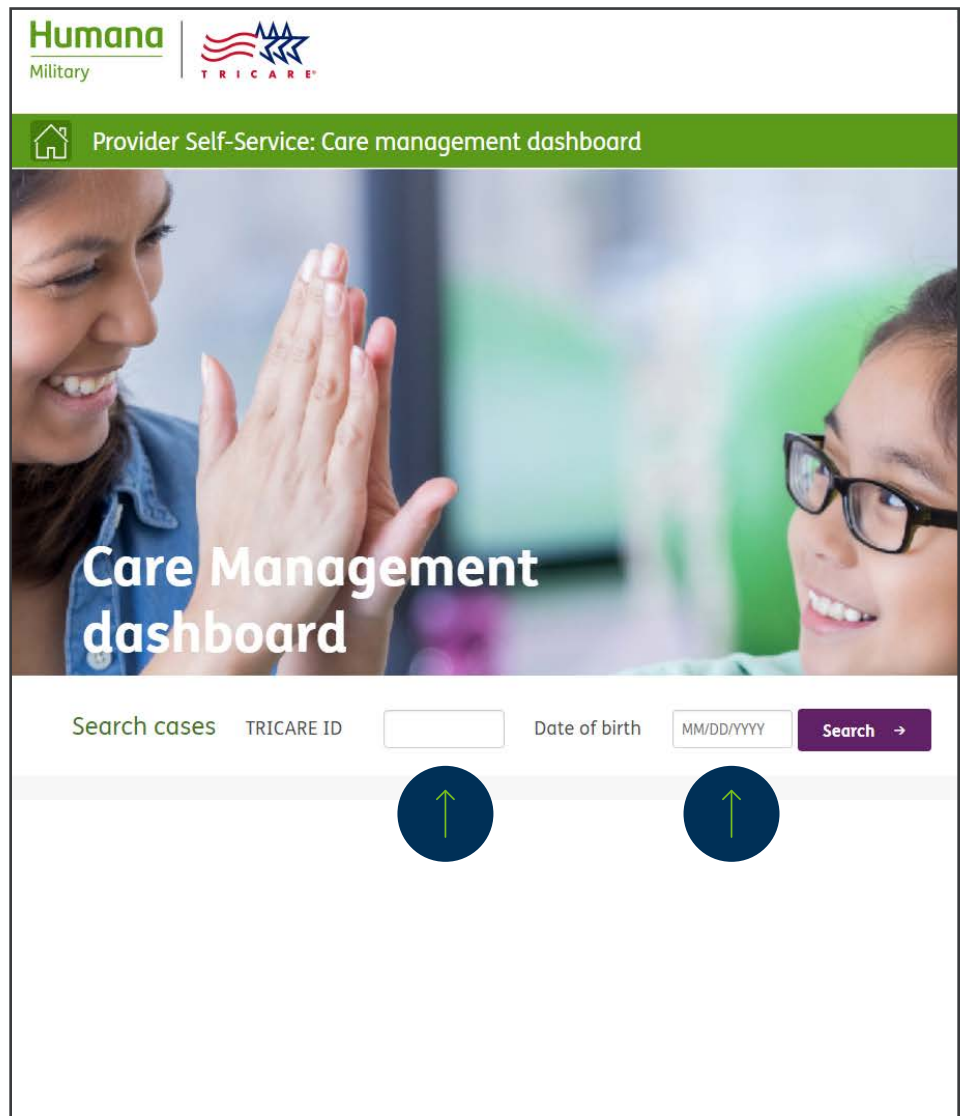 Humana
Military
TRICARE®
Provider Self-Service: Care management dashboard
Care Management
dashboard
Search cases TRICARE ID Date of birth MM/DD/YYYY Search →